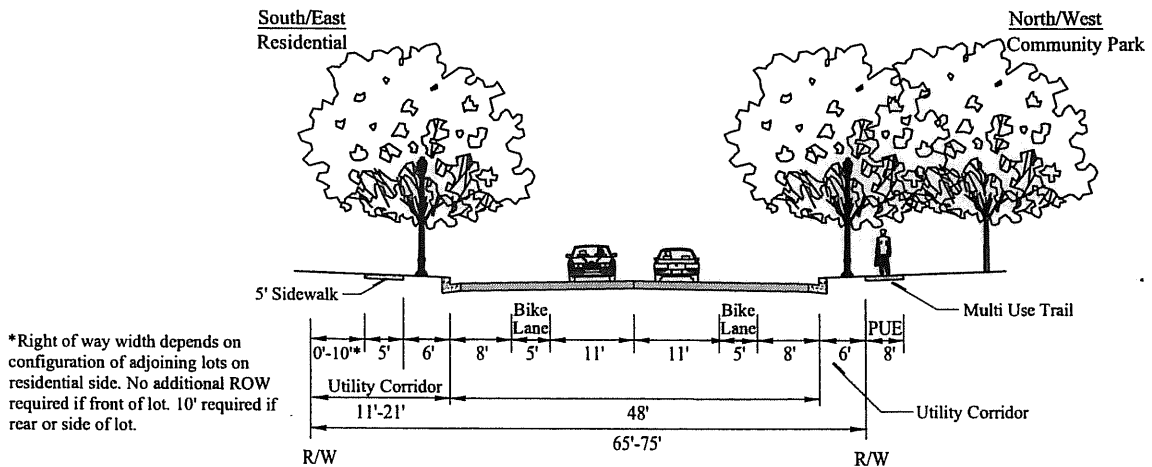 South/East
Residential
North/West
Community Park
5' Sidewalk
Multi Use Trail
Bike
Lane
Bike
Lane
PUE
0'-10'*
5'
6'
8'
5'
11'
11'
5'
8'
6'
8'
*Right of way width depends on
configuration of adjoining lots on
residential side. No additional ROW
required if front of lot. 10' required if
rear or side of lot.
Utility Corridor
11'-21'
48'
Utility Corridor
65'-75'
R/W
R/W